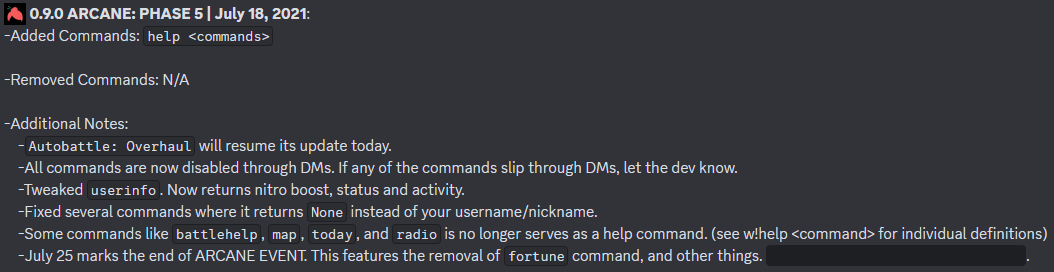 0.9.0 ARCANE: PHASE 5 | July 18, 2021:
-Added Commands: help <commands>
-Removed Commands: N/A
-Additional Notes:
-Autobattle: Overhaul will resume its update today.
-All commands are now disabled through DMs. If any of the commands slip through DMs, let the dev know.
-Tweaked userinfo. Now returns nitro boost, status and activity.
-Fixed several commands where it returns None instead of your username/nickname.
-Some commands like battlehelp, map, today, and radio is no longer serves as a help command. (see w!help <command> for individual definitions)
-July 25 marks the end of ARCANE EVENT. This features the removal of fortune command, and other things. .